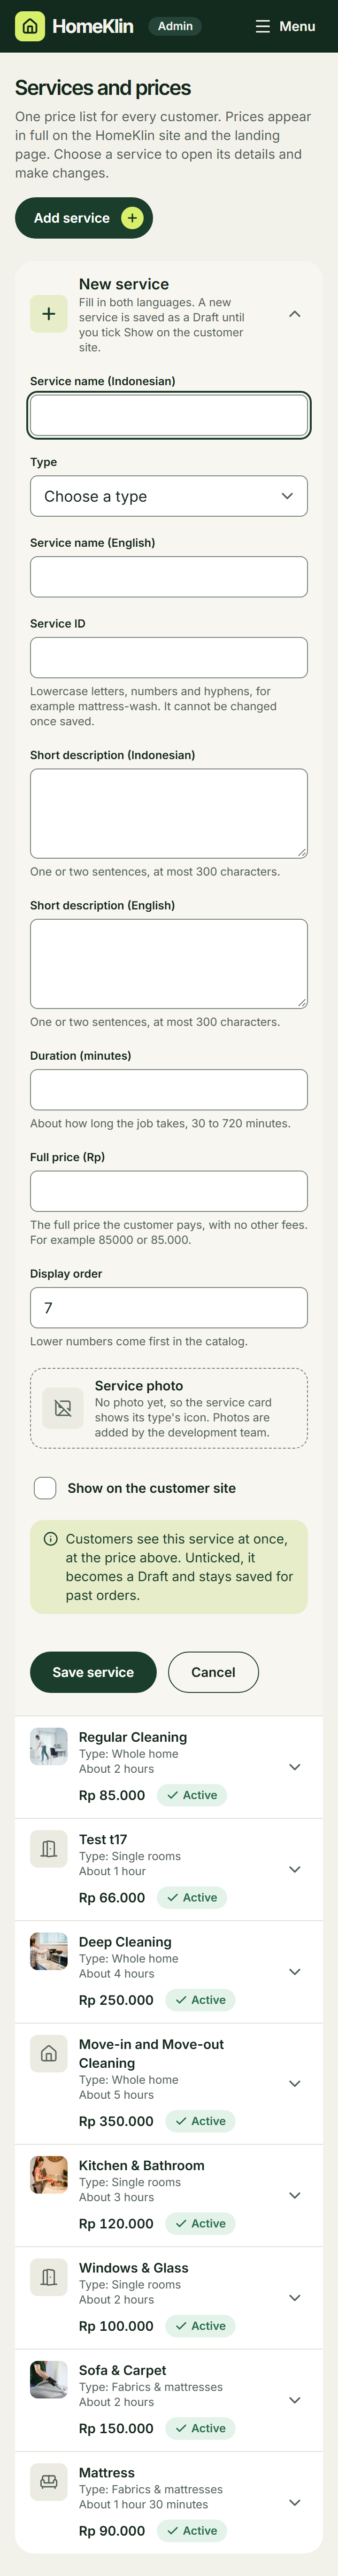 HomeKlin
Admin
Menu
Services and prices
One price list for every customer. Prices appear
in full on the HomeKlin site and the landing
page. Choose a service to open its details and
make changes.
Add service
New service
Fill in both languages. A new
service is saved as a Draft until
you tick Show on the customer
site.
Service name (Indonesian)
Type
Choose a type
Service name (English)
Service ID
Lowercase letters, numbers and hyphens, for
example mattress-wash. It cannot be changed
once saved.
Short description (Indonesian)
One or two sentences, at most 300 characters.
Short description (English)
One or two sentences, at most 300 characters.
Duration (minutes)
About how long the job takes, 30 to 720 minutes.
Full price (Rp)
The full price the customer pays, with no other fees.
For example 85000 or 85.000.
Display order
7
Lower numbers come first in the catalog.
Service photo
No photo yet, so the service card
shows its type's icon. Photos are
added by the development team.
Show on the customer site
Customers see this service at once,
at the price above. Unticked, it
becomes a Draft and stays saved for
past orders.
Save service
Cancel
Regular Cleaning
Type: Whole home
About 2 hours
Rp 85.000
Active
Test t17
Type: Single rooms
About 1 hour
Rp 66.000
Active
Deep Cleaning
Type: Whole home
About 4 hours
Rp 250.000
Active
Move-in and Move-out
Cleaning
Type: Whole home
About 5 hours
Rp 350.000
Active
Kitchen & Bathroom
Type: Single rooms
About 3 hours
Rp 120.000
Active
Windows & Glass
Type: Single rooms
About 2 hours
Rp 100.000
Active
Sofa & Carpet
Type: Fabrics & mattresses
About 2 hours
Rp 150.000
Active
Mattress
Type: Fabrics & mattresses
About 1 hour 30 minutes
Rp 90.000
Active